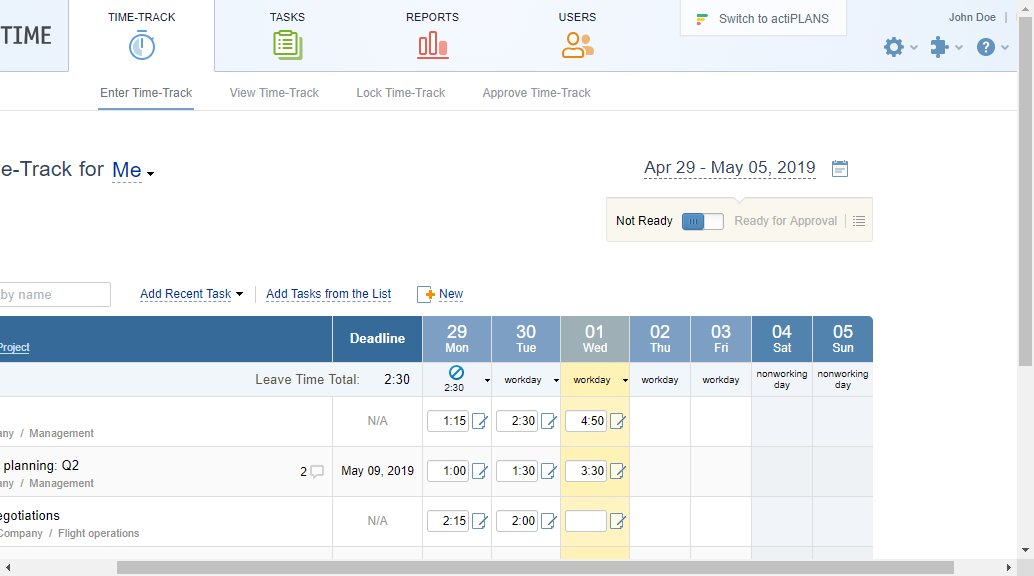 TIME
TIME-TRACK
TASKS
REPORTS
USERS
Switch to actiPLANS
John Doe
Enter Time-Track
View Time-Track
Lock Time-Track
Approve Time-Track
e-Track for Me
Apr 29 - May 05, 2019
Not Ready
Ready for Approval
by name
Add Recent Task
Add Tasks from the List
New
Project
Deadline
29 Mon
30 Tue
01 Wed
02 Thu
03 Fri
04 Sat
05 Sun
Leave Time Total: 2:30
2:30
workday
workday
workday
workday
nonworking day
nonworking day
any / Management
N/A
1:15
2:30
4:50
planning: Q2
any / Management
2
May 09, 2019
1:00
1:30
3:30
egotiations
Company / Flight operations
N/A
2:15
2:00